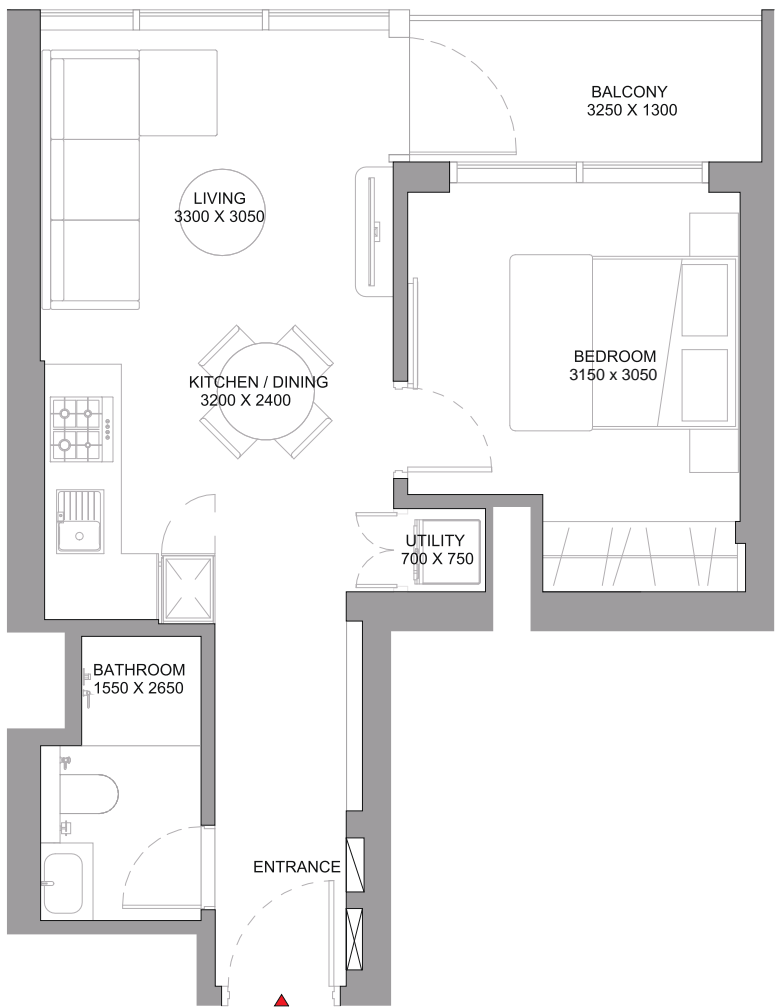 BALCONY
3250 X 1300
LIVING
3300 X 3050
BEDROOM
3150 x 3050
KITCHEN / DINING
3200 X 2400
UTILITY
700 X 750
BATHROOM
1550 X 2650
ENTRANCE